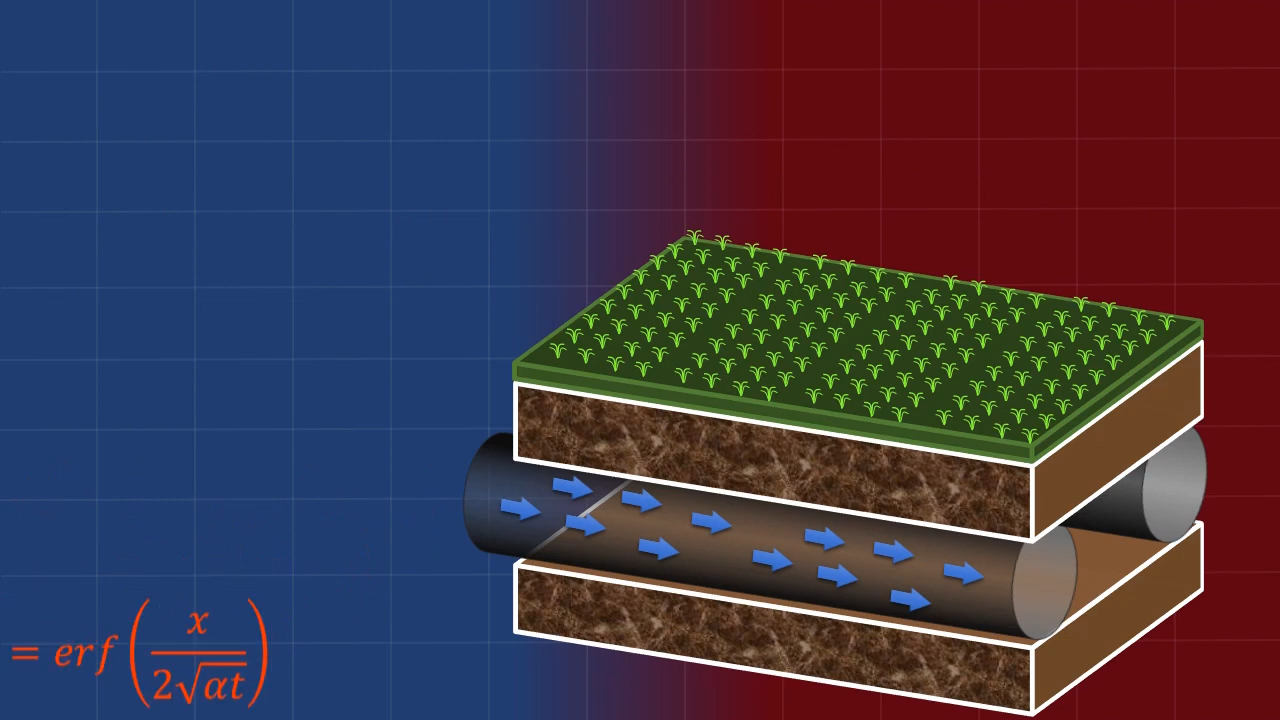 = erf(x / 2√αt)